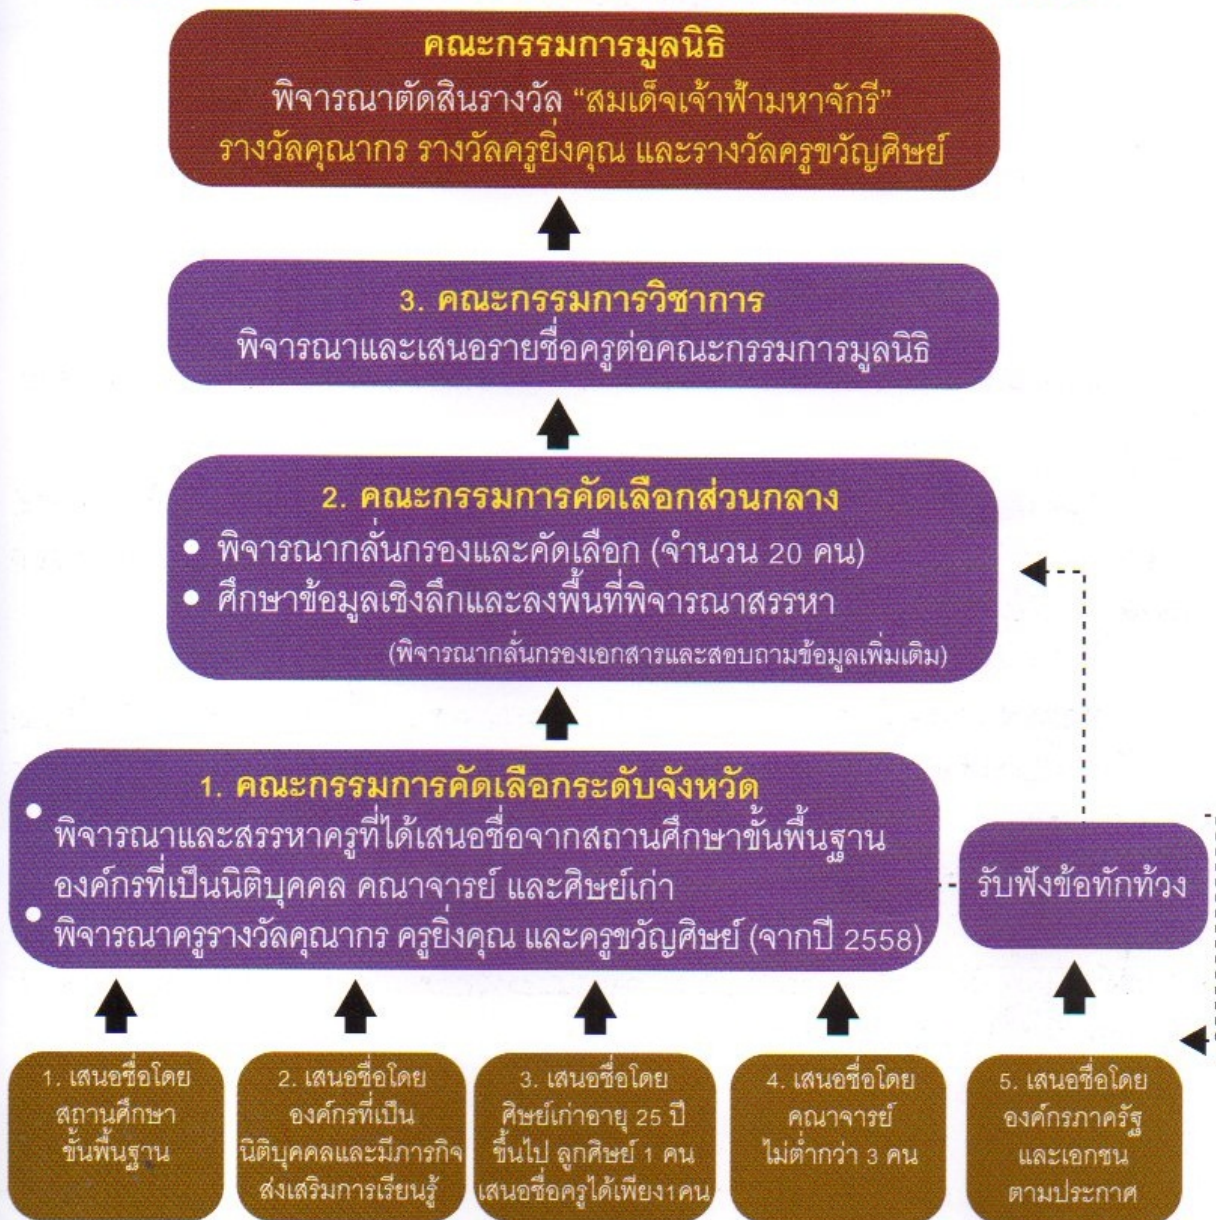 คณะกรรมการมูลนิธิ
พิจารณาตัดสินรางวัล “สมเด็จเจ้าฟ้ามหาจักรี”
รางวัลคุณากร รางวัลครูยิ่งคุณ และรางวัลครูขวัญศิษย์
3. คณะกรรมการวิชาการ
พิจารณาและเสนอรายชื่อครูต่อคณะกรรมการมูลนิธิ
2. คณะกรรมการคัดเลือกส่วนกลาง
• พิจารณากลั่นกรองและคัดเลือก (จำนวน 20 คน)
• ศึกษาข้อมูลเชิงลึกและลงพื้นที่พิจารณาสรรหา
(พิจารณากลั่นกรองเอกสารและสอบถามข้อมูลเพิ่มเติม)
1. คณะกรรมการคัดเลือกระดับจังหวัด
• พิจารณาและสรรหาครูที่ได้เสนอชื่อจากสถานศึกษาขั้นพื้นฐาน
องค์กรที่เป็นนิติบุคคล คณาจารย์ และศิษย์เก่า
• พิจารณาครูรางวัลคุณากร ครูยิ่งคุณ และครูขวัญศิษย์ (จากปี 2558)
รับฟังข้อทักท้วง
1. เสนอชื่อโดย
สถานศึกษา
ขั้นพื้นฐาน
2. เสนอชื่อโดย
องค์กรที่เป็น
นิติบุคคลและมีภารกิจ
ส่งเสริมการเรียนรู้
3. เสนอชื่อโดย
ศิษย์เก่าอายุ 25 ปี
ขึ้นไป ลูกศิษย์ 1 คน
เสนอชื่อครูได้เพียง1คน
4. เสนอชื่อโดย
คณาจารย์
ไม่ต่ำกว่า 3 คน
5. เสนอชื่อโดย
องค์กรภาครัฐ
และเอกชน
ตามประกาศ